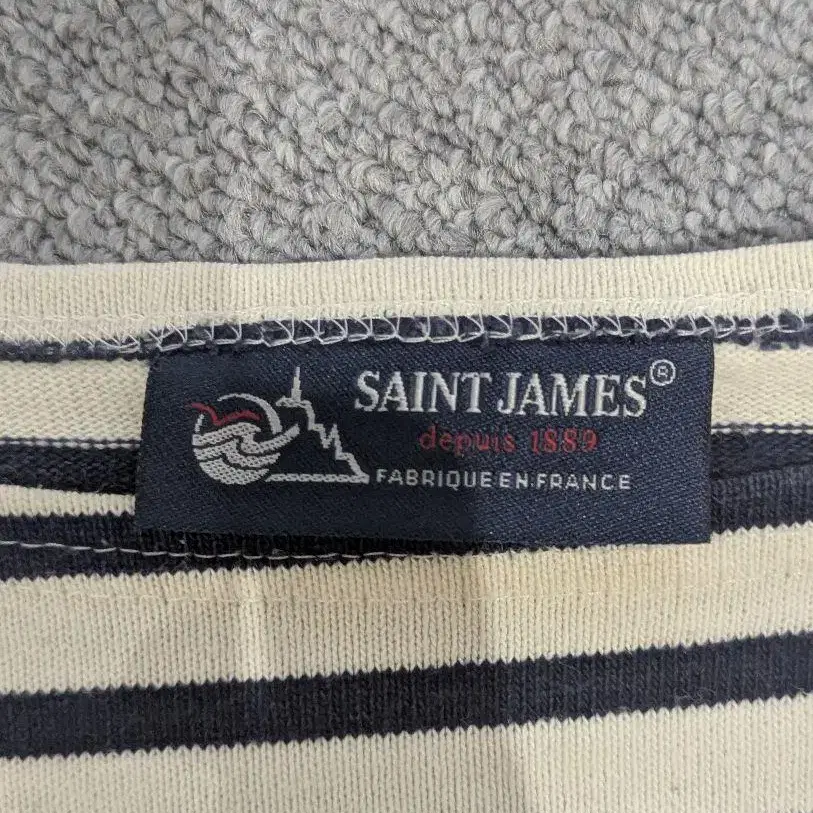 SAINT JAMES®
depuis 1889
FABRIQUE EN FRANCE